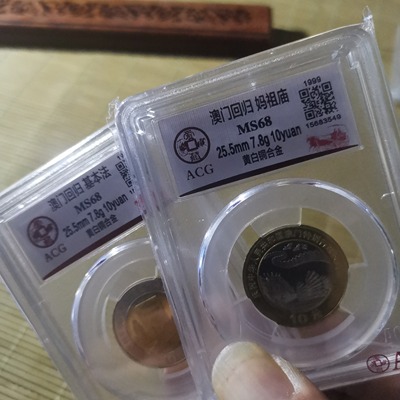 澳门回归 妈祖庙
MS68
25.5mm 7.8g 10yuan
黄白铜合金
1999
15683549
ACG
10
澳门回归 基本法
MS68
25.5mm 7.8g 10yuan
黄白铜合金
ACG